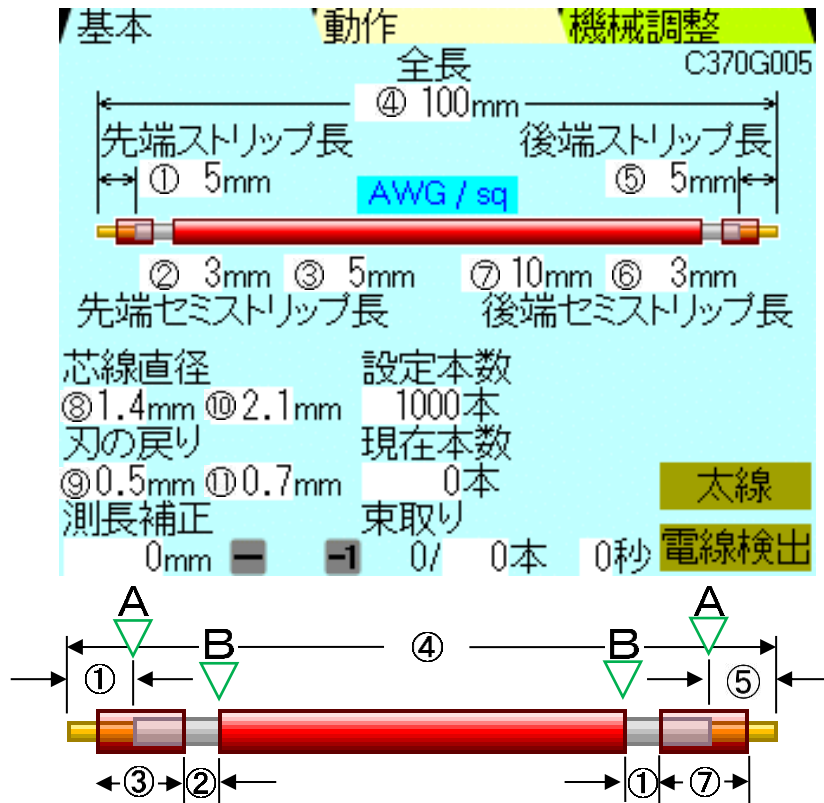 基本 動作 機械調整
全長 C370G005
④ 100mm
先端ストリップ長 後端ストリップ長
① 5mm AWG / sq ⑤ 5mm
② 3mm ③ 5mm ⑦ 10mm ⑥ 3mm
先端セミストリップ長 後端セミストリップ長
芯線直径 設定本数
⑧1.4mm ⑩2.1mm 1000本
刃の戻り 現在本数
⑨0.5mm ⑪0.7mm 0本 太線
測長補正 束取り
0mm ー -1 0/ 0本 0秒 電線検出
A A
B ④ B
① ⑤
③ ② ① ⑦